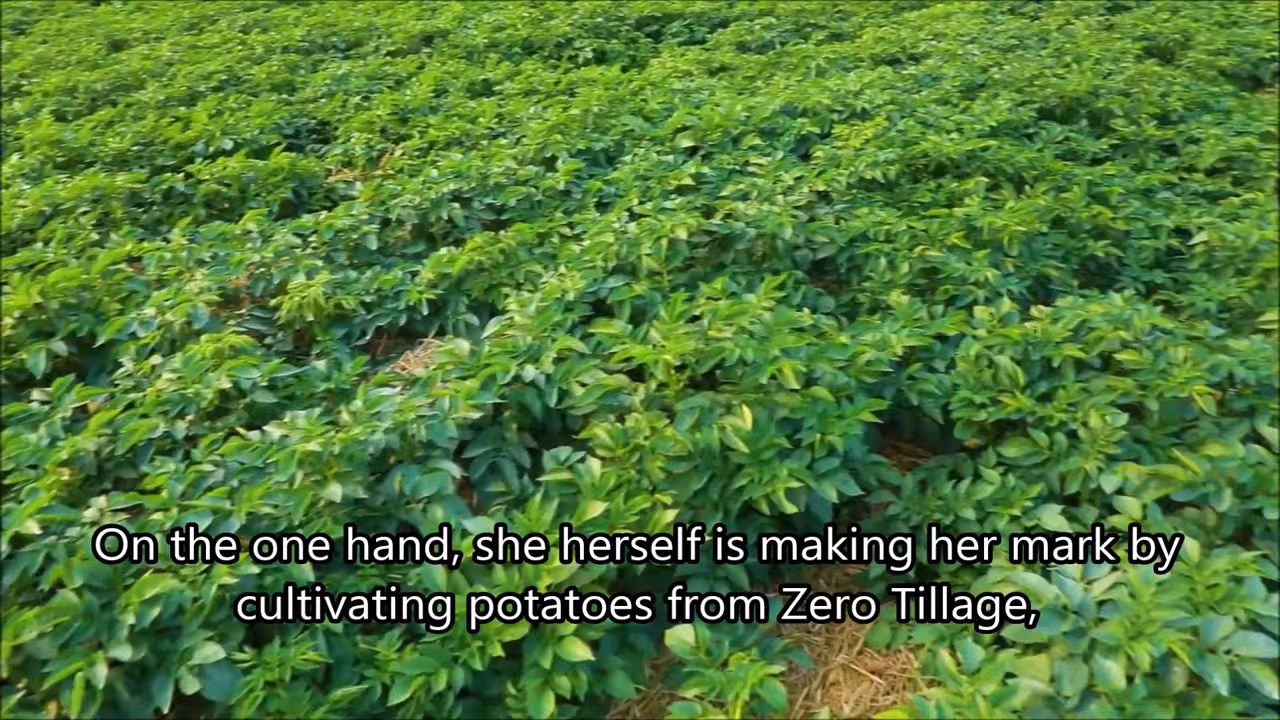 On the one hand, she herself is making her mark by
cultivating potatoes from Zero Tillage,